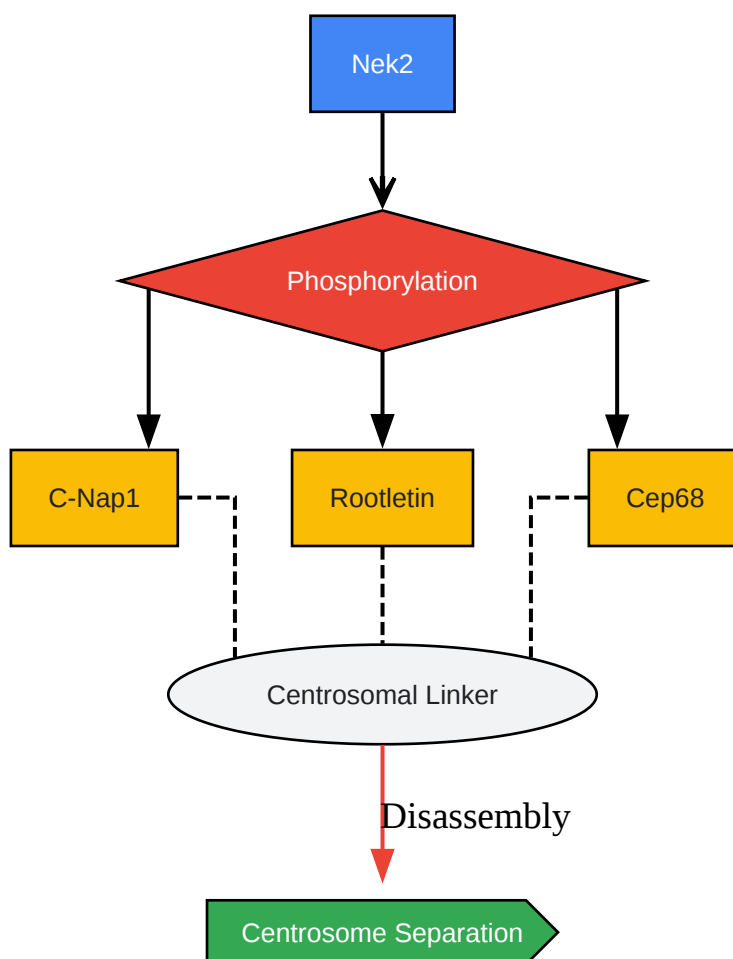 Nek2
Phosphorylation
C-Nap1
Rootletin
Cep68
Centrosomal Linker
Disassembly
Centrosome Separation